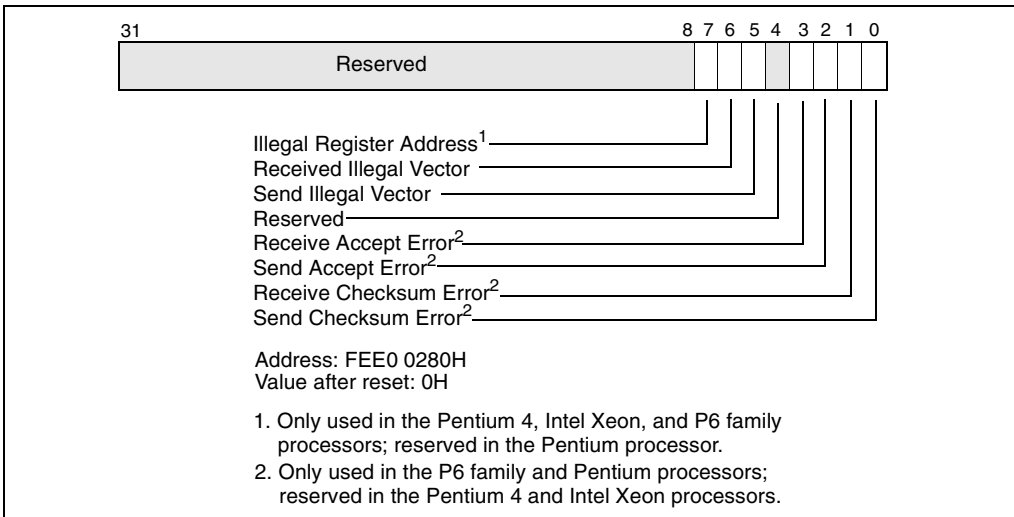 31 8 7 6 5 4 3 2 1 0
Reserved
Illegal Register Address1
Received Illegal Vector
Send Illegal Vector
Reserved
Receive Accept Error2
Send Accept Error2
Receive Checksum Error2
Send Checksum Error2
Address: FEE0 0280H
Value after reset: 0H
1. Only used in the Pentium 4, Intel Xeon, and P6 family
processors; reserved in the Pentium processor.
2. Only used in the P6 family and Pentium processors;
reserved in the Pentium 4 and Intel Xeon processors.